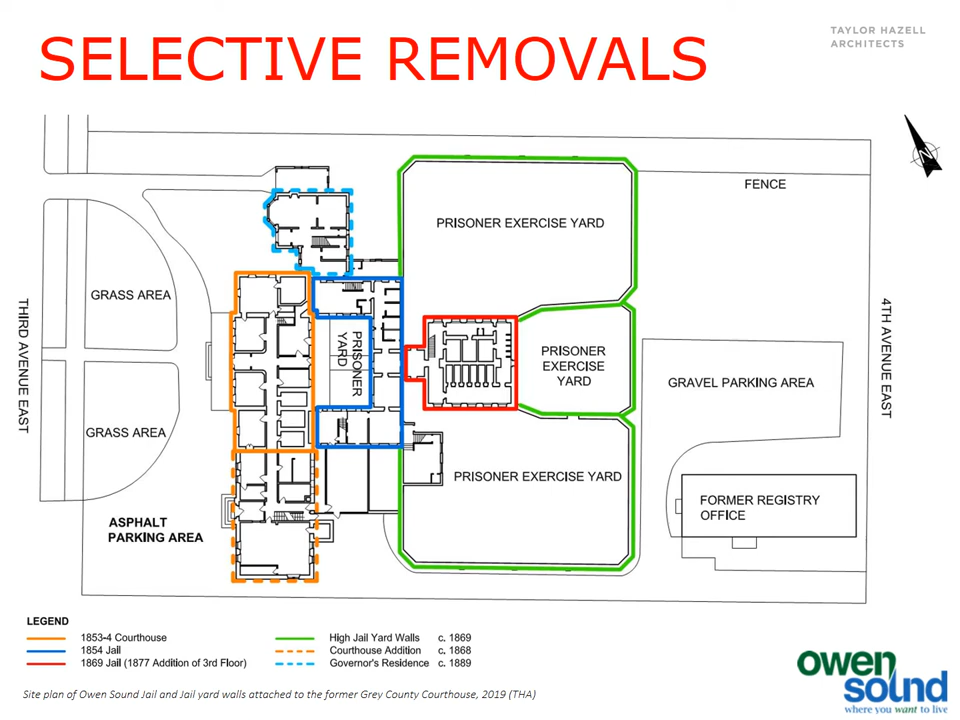 SELECTIVE REMOVALS
TAYLOR HAZELL
ARCHITECTS
N
FENCE
PRISONER EXERCISE YARD
GRASS AREA
THIRD AVENUE EAST
PRISONER
YARD
PRISONER
EXERCISE
YARD
4TH AVENUE EAST
GRAVEL PARKING AREA
GRASS AREA
PRISONER EXERCISE YARD
FORMER REGISTRY
OFFICE
ASPHALT
PARKING AREA
LEGEND
1853-4 Courthouse
1854 Jail
1869 Jail (1877 Addition of 3rd Floor)
High Jail Yard Walls c. 1869
Courthouse Addition c. 1868
Governor's Residence c. 1889
Site plan of Owen Sound Jail and Jail yard walls attached to the former Grey County Courthouse, 2019 (THA)
owen
sound
where you want to live